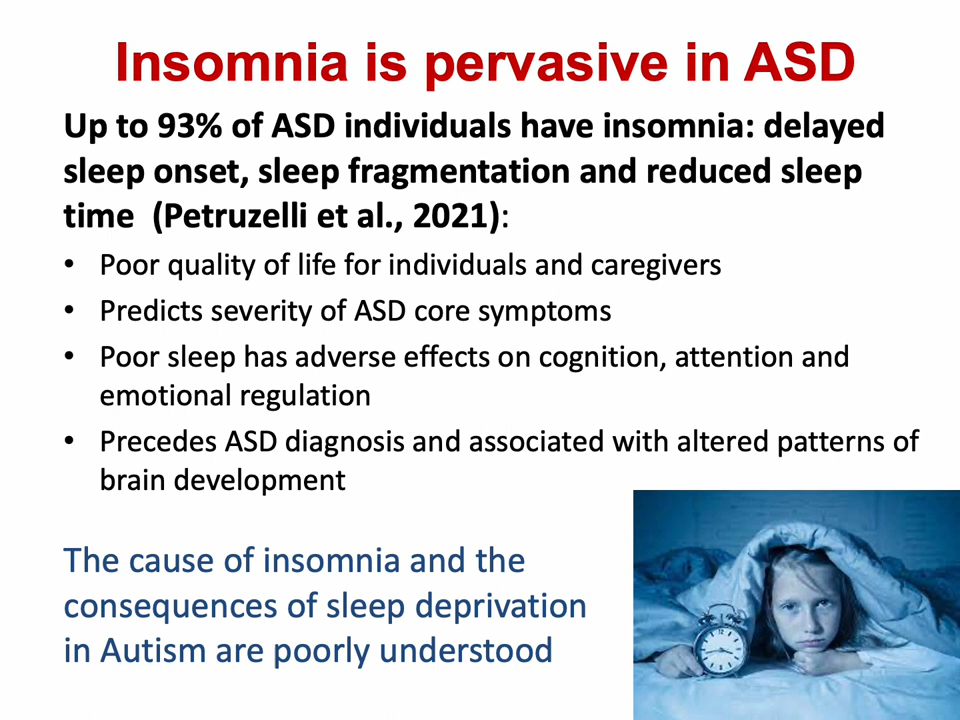 Insomnia is pervasive in ASD
Up to 93% of ASD individuals have insomnia: delayed
sleep onset, sleep fragmentation and reduced sleep
time  (Petruzelli et al., 2021):
• Poor quality of life for individuals and caregivers
• Predicts severity of ASD core symptoms
• Poor sleep has adverse effects on cognition, attention and
emotional regulation
• Precedes ASD diagnosis and associated with altered patterns of
brain development
The cause of insomnia and the
consequences of sleep deprivation
in Autism are poorly understood